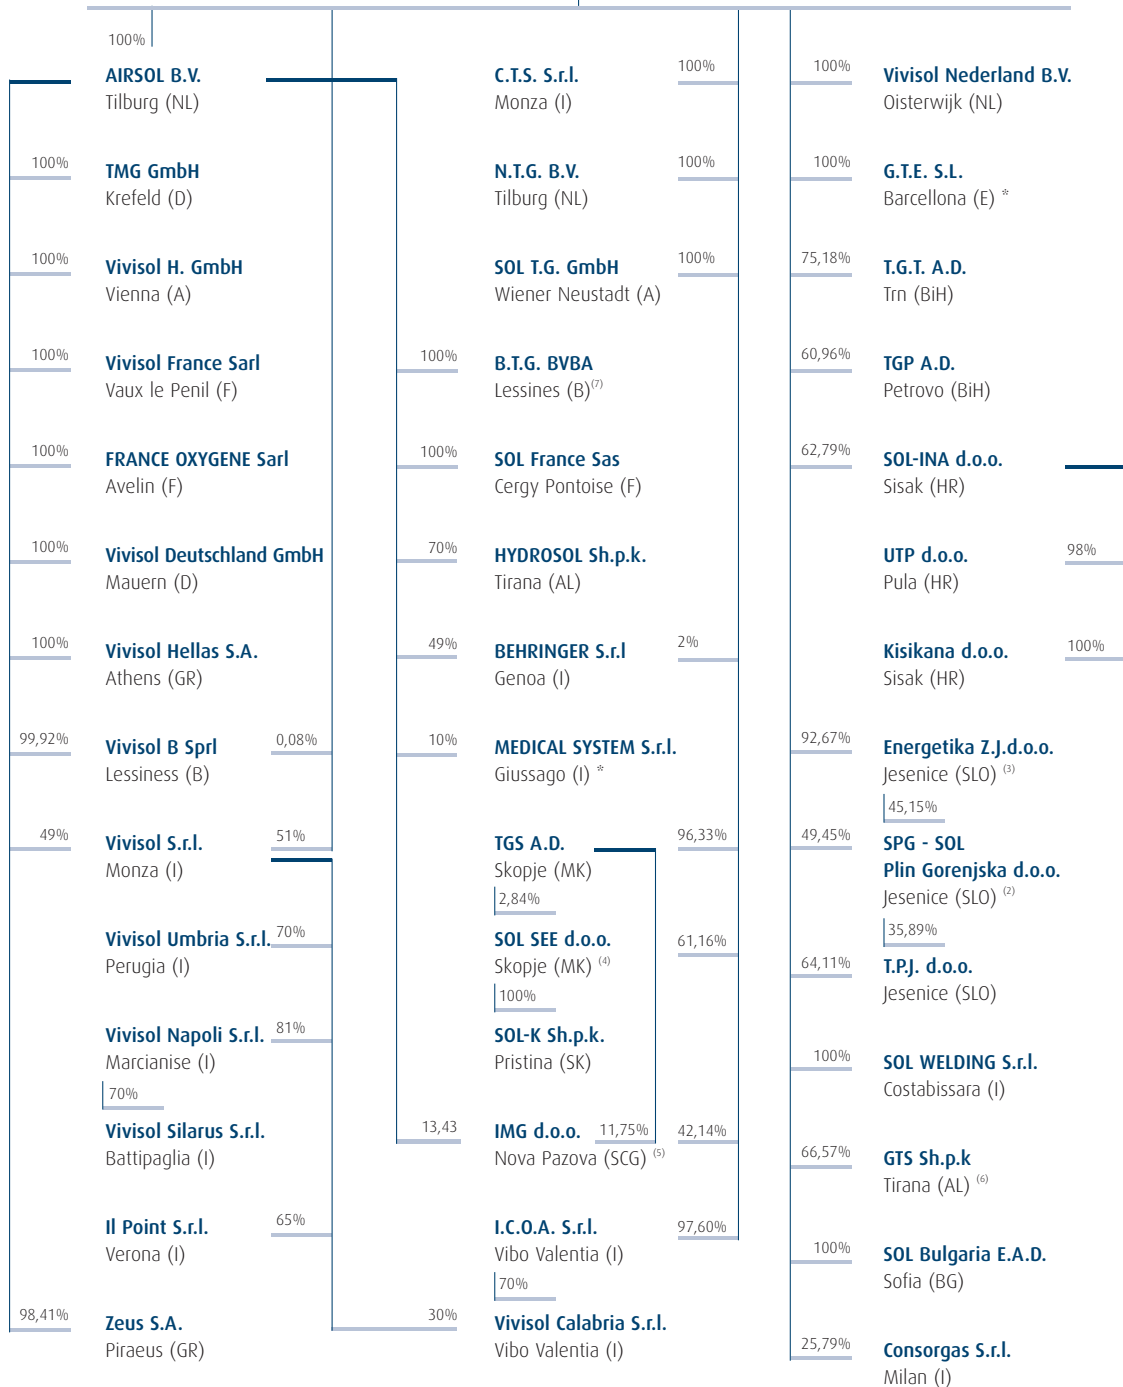 100%
AIRSOL B.V.
Tilburg (NL)
100%
TMG GmbH
Krefeld (D)
100%
Vivisol H. GmbH
Vienna (A)
100%
Vivisol France Sarl
Vaux le Penil (F)
100%
FRANCE OXYGENE Sarl
Avelin (F)
100%
Vivisol Deutschland GmbH
Mauern (D)
100%
Vivisol Hellas S.A.
Athens (GR)
99,92%
Vivisol B Sprl
0,08%
Lessiness (B)
49%
Vivisol S.r.l.
51%
Monza (I)
Vivisol Umbria S.r.l.
70%
Perugia (I)
Vivisol Napoli S.r.l.
81%
Marcianise (I)
70%
Vivisol Silarus S.r.l.
Battipaglia (I)
Il Point S.r.l.
65%
Verona (I)
98,41%
Zeus S.A.
Piraeus (GR)
C.T.S. S.r.l.
100%
Monza (I)
N.T.G. B.V.
100%
Tilburg (NL)
SOL T.G. GmbH
100%
Wiener Neustadt (A)
100%
B.T.G. BVBA
Lessines (B)(7)
100%
SOL France Sas
Cergy Pontoise (F)
70%
HYDROSOL Sh.p.k.
Tirana (AL)
49%
BEHRINGER S.r.l
2%
Genoa (I)
10%
MEDICAL SYSTEM S.r.l.
Giussago (I) *
TGS A.D.
96,33%
Skopje (MK)
2,84%
SOL SEE d.o.o.
61,16%
Skopje (MK) (4)
100%
SOL-K Sh.p.k.
Pristina (SK)
13,43
IMG d.o.o.
11,75%
42,14%
Nova Pazova (SCG) (5)
I.C.O.A. S.r.l.
97,60%
Vibo Valentia (I)
70%
30%
Vivisol Calabria S.r.l.
Vibo Valentia (I)
100%
Vivisol Nederland B.V.
Oisterwijk (NL)
100%
G.T.E. S.L.
Barcellona (E) *
75,18%
T.G.T. A.D.
Trn (BiH)
60,96%
TGP A.D.
Petrovo (BiH)
62,79%
SOL-INA d.o.o.
Sisak (HR)
UTP d.o.o.
98%
Pula (HR)
Kisikana d.o.o.
100%
Sisak (HR)
92,67%
Energetika Z.J.d.o.o.
Jesenice (SLO) (3)
45,15%
49,45%
SPG - SOL
Plin Gorenjska d.o.o.
Jesenice (SLO) (2)
35,89%
64,11%
T.P.J. d.o.o.
Jesenice (SLO)
100%
SOL WELDING S.r.l.
Costabissara (I)
66,57%
GTS Sh.p.k
Tirana (AL) (6)
100%
SOL Bulgaria E.A.D.
Sofia (BG)
25,79%
Consorgas S.r.l.
Milan (I)